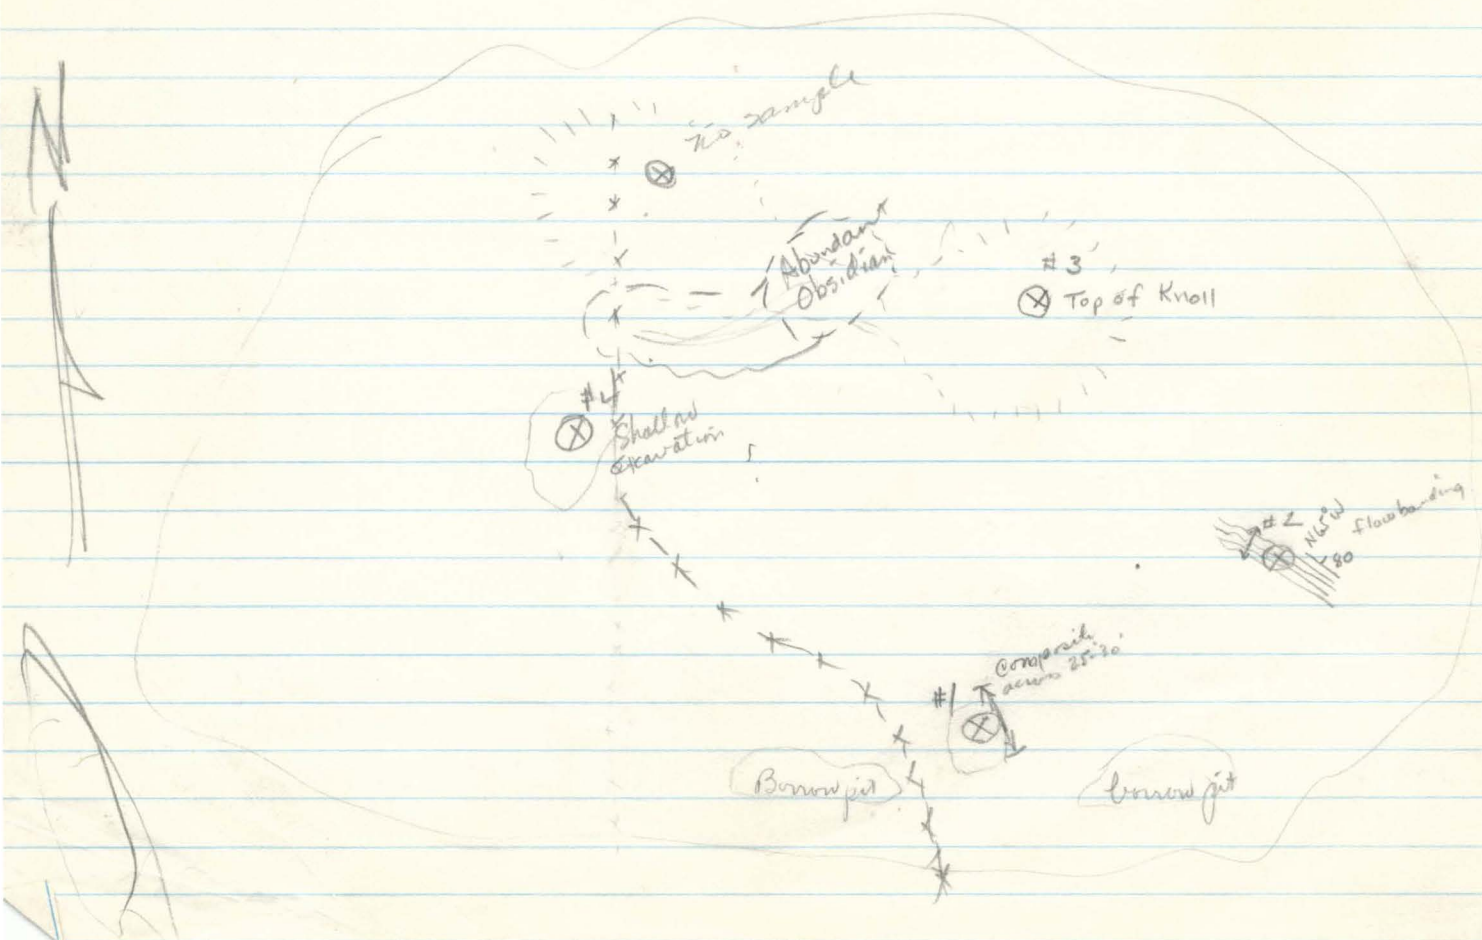 N
no sample
Abundant
Obsidian
#3
Top of Knoll
#4
Shallow
excavation
#2
N65°W
flowbanding
80
Composite
across 25-30'
#1
Borrow pit
borrow pit